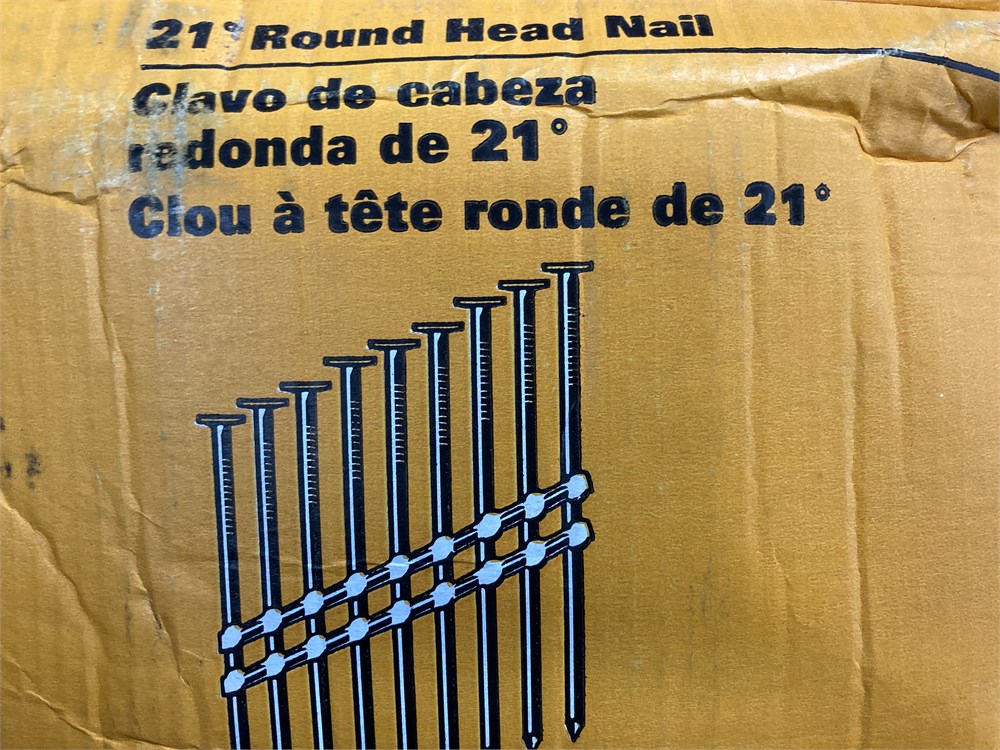 21° Round Head Nail
Clavo de cabeza
redonda de 21°
Clou à tête ronde de 21°